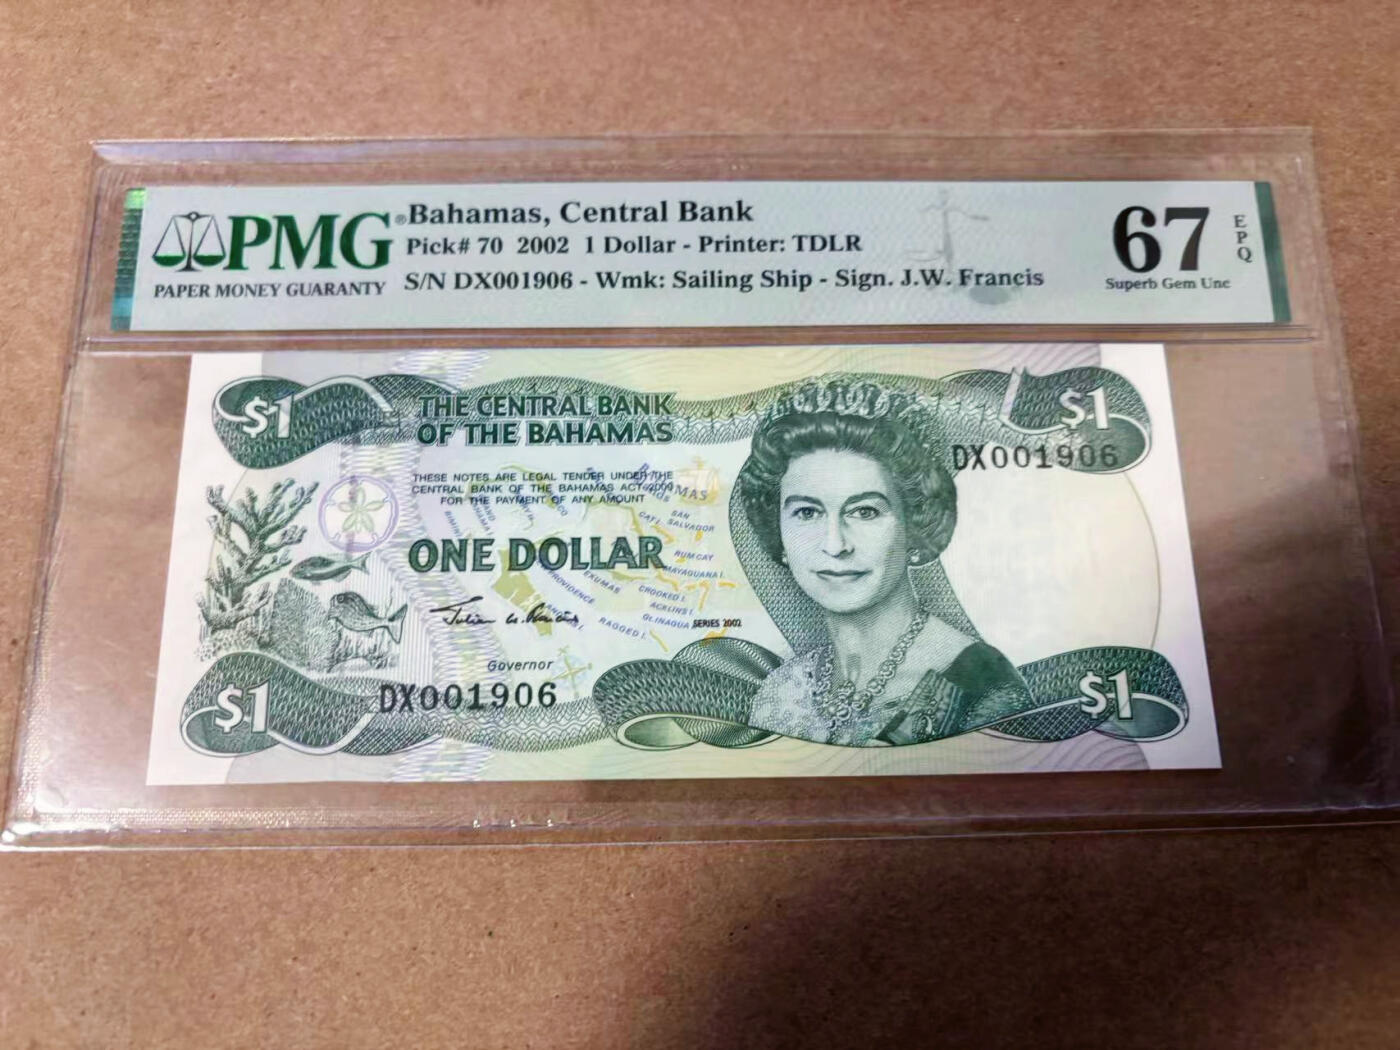 PMG®
PAPER MONEY GUARANTY
Bahamas, Central Bank
Pick# 70 2002 1 Dollar - Printer: TDLR
S/N DX001906 - Wmk: Sailing Ship - Sign. J.W. Francis
67
EPQ
Superb Gem Unc
$1
THE CENTRAL BANK
OF THE BAHAMAS
$1
DX001906
THESE NOTES ARE LEGAL TENDER UNDER THE
CENTRAL BANK OF THE BAHAMAS ACT 2000
FOR THE PAYMENT OF ANY AMOUNT
SAN
SALVADOR
CAT I.
RUM CAY
ONE DOLLAR
MAYAGUANA I.
EXUMAS
CROOKED I.
ACKLINS I.
RAGGED I.
SERIES 2002
Governor
DX001906
$1
$1